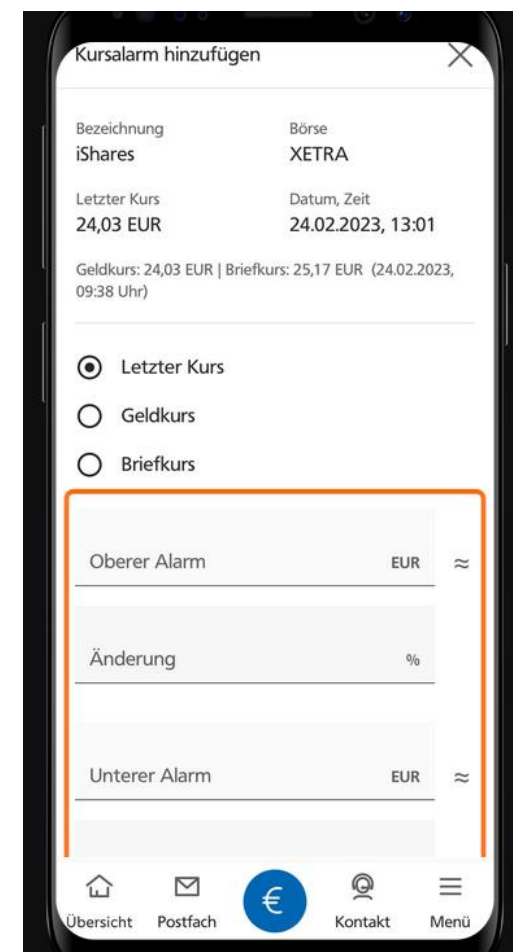 Kursalarm hinzufügen
Bezeichnung Börse
iShares XETRA
Letzter Kurs Datum, Zeit
24,03 EUR 24.02.2023, 13:01
Geldkurs: 24,03 EUR | Briefkurs: 25,17 EUR (24.02.2023,
09:38 Uhr)
Letzter Kurs
Geldkurs
Briefkurs
Oberer Alarm EUR ≈
Änderung %
Unterer Alarm EUR ≈
€
Übersicht Postfach Kontakt Menü